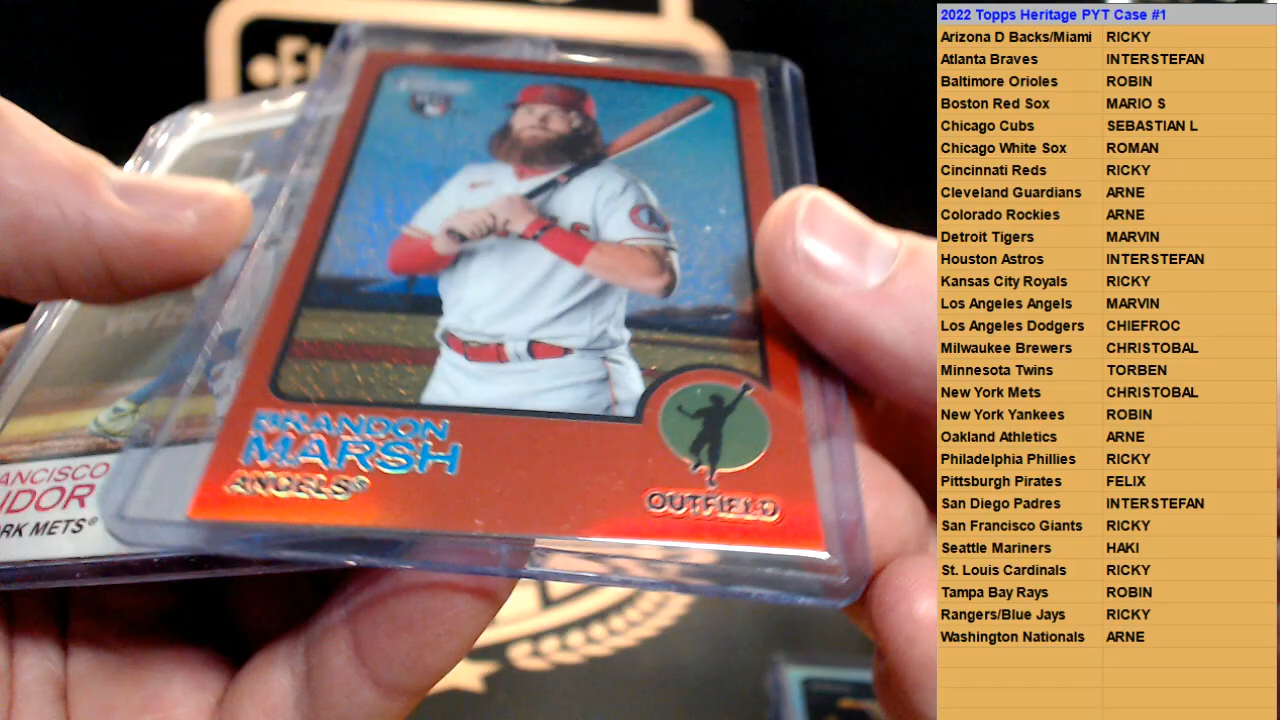 BRANDON
MARSH
ANGELS®
OUTFIELD
ANCISCO
NDOR
RK METS®
2022 Topps Heritage PYT Case #1
Arizona D Backs/Miami RICKY
Atlanta Braves INTERSTEFAN
Baltimore Orioles ROBIN
Boston Red Sox MARIO S
Chicago Cubs SEBASTIAN L
Chicago White Sox ROMAN
Cincinnati Reds RICKY
Cleveland Guardians ARNE
Colorado Rockies ARNE
Detroit Tigers MARVIN
Houston Astros INTERSTEFAN
Kansas City Royals RICKY
Los Angeles Angels MARVIN
Los Angeles Dodgers CHIEFROC
Milwaukee Brewers CHRISTOBAL
Minnesota Twins TORBEN
New York Mets CHRISTOBAL
New York Yankees ROBIN
Oakland Athletics ARNE
Philadelphia Phillies RICKY
Pittsburgh Pirates FELIX
San Diego Padres INTERSTEFAN
San Francisco Giants RICKY
Seattle Mariners HAKI
St. Louis Cardinals RICKY
Tampa Bay Rays ROBIN
Rangers/Blue Jays RICKY
Washington Nationals ARNE